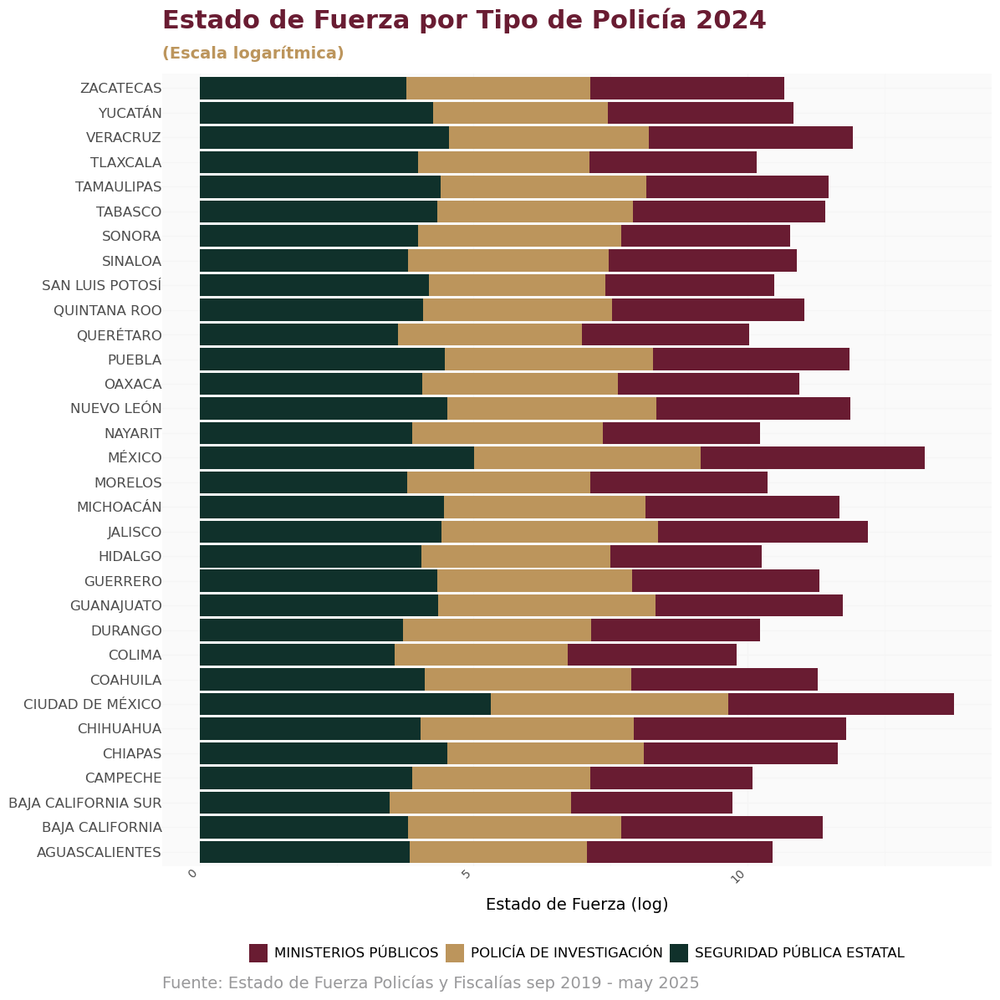 Estado de Fuerza por Tipo de Policía 2024
(Escala logarítmica)
ZACATECAS
YUCATÁN
VERACRUZ
TLAXCALA
TAMAULIPAS
TABASCO
SONORA
SINALOA
SAN LUIS POTOSÍ
QUINTANA ROO
QUERÉTARO
PUEBLA
OAXACA
NUEVO LEÓN
NAYARIT
MÉXICO
MORELOS
MICHOACÁN
JALISCO
HIDALGO
GUERRERO
GUANAJUATO
DURANGO
COLIMA
COAHUILA
CIUDAD DE MÉXICO
CHIHUAHUA
CHIAPAS
CAMPECHE
BAJA CALIFORNIA SUR
BAJA CALIFORNIA
AGUASCALIENTES
0 5 10
Estado de Fuerza (log)
MINISTERIOS PÚBLICOS POLICÍA DE INVESTIGACIÓN SEGURIDAD PÚBLICA ESTATAL
Fuente: Estado de Fuerza Policías y Fiscalías sep 2019 - may 2025